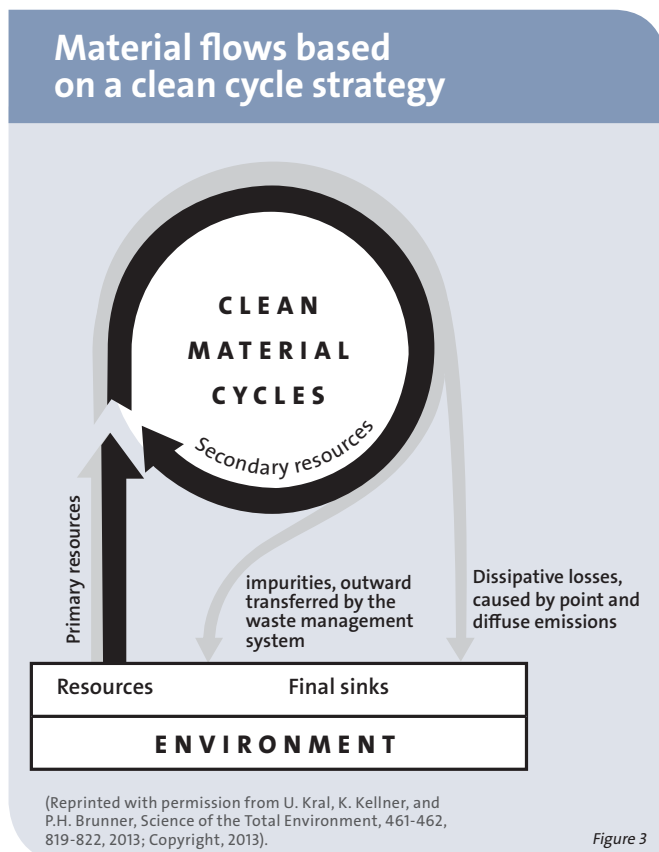 Material flows based
on a clean cycle strategy
CLEAN
MATERIAL
CYCLES
Secondary resources
Primary resources
impurities, outward
transferred by the
waste management
system
Dissipative losses,
caused by point and
diffuse emissions
Resources
Final sinks
ENVIRONMENT
(Reprinted with permission from U. Kral, K. Kellner, and
P.H. Brunner, Science of the Total Environment, 461-462,
819-822, 2013; Copyright, 2013).
Figure 3